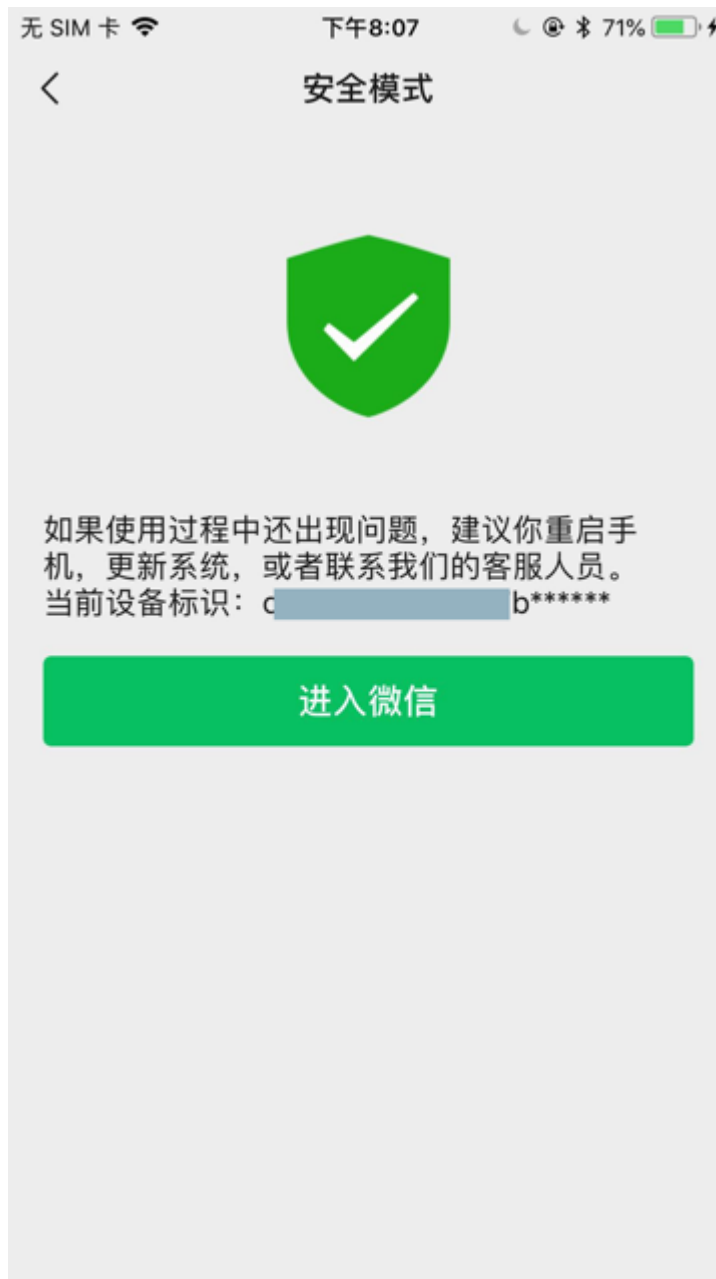 无 SIM 卡
下午8:07
71%
安全模式
如果使用过程中还出现问题，建议你重启手
机，更新系统，或者联系我们的客服人员。
当前设备标识：c b******
进入微信